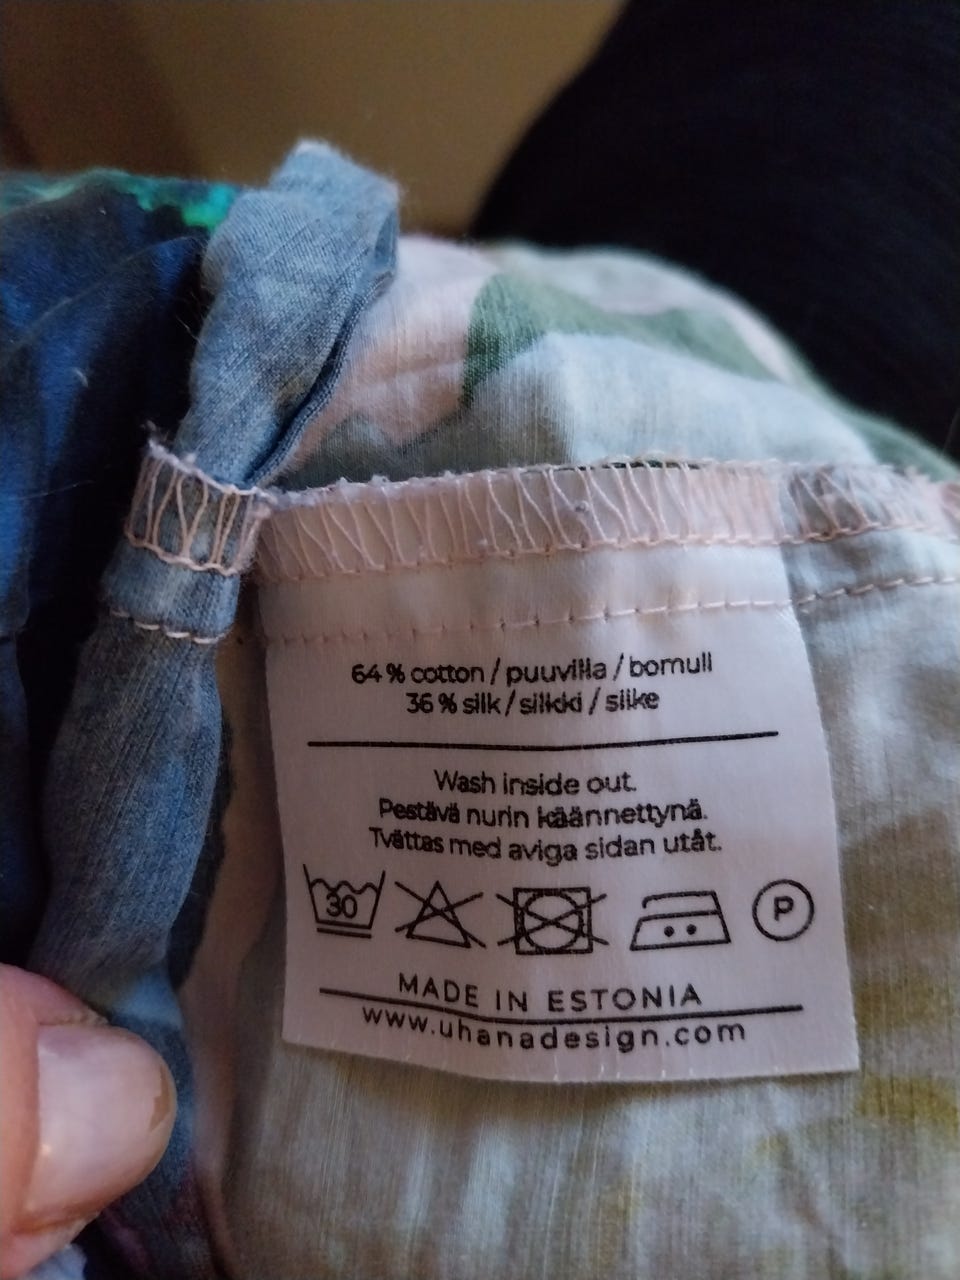 64 % cotton / puuvilla / bomull
36 % silk / silkki / silke
Wash inside out.
Pestävä nurin käännettynä.
Tvättas med aviga sidan utåt.
30
P
MADE IN ESTONIA
www.uhanadesign.com